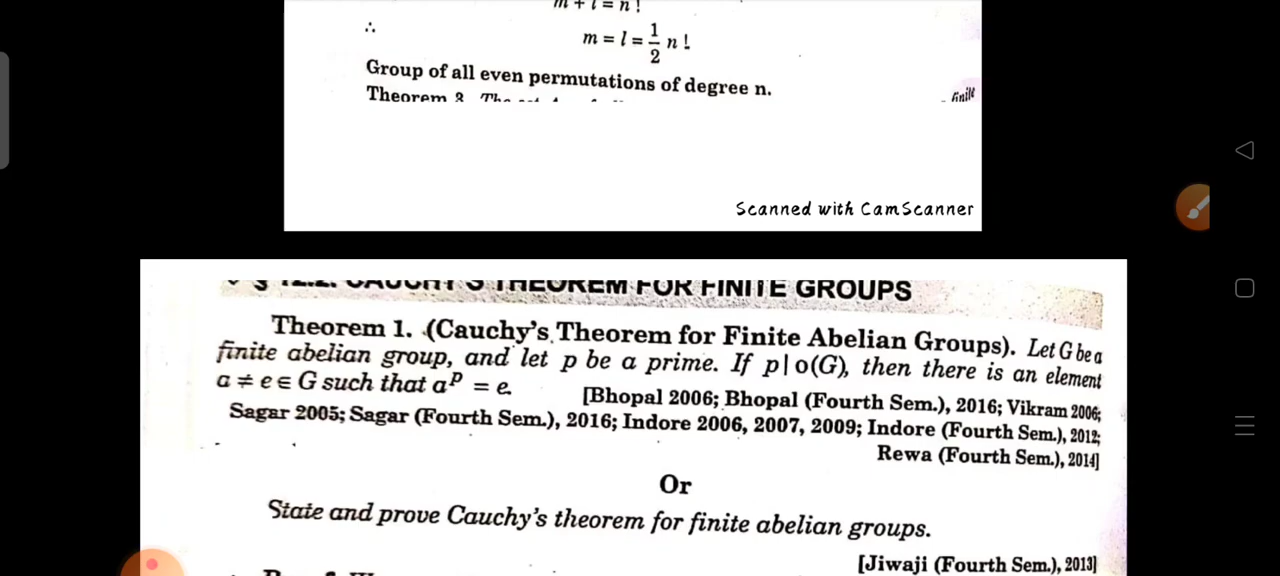 m + l = n !
∴ m = l = 1/2 n !
Group of all even permutations of degree n.
Theorem
finite
Scanned with CamScanner
CAUCHY'S THEOREM FOR FINITE GROUPS
Theorem 1. (Cauchy's Theorem for Finite Abelian Groups). Let G be a
finite abelian group, and let p be a prime. If p | o(G), then there is an element
a ≠ e ∈ G such that aᵖ = e.
[Bhopal 2006; Bhopal (Fourth Sem.), 2016; Vikram 2006;
Sagar 2005; Sagar (Fourth Sem.), 2016; Indore 2006, 2007, 2009; Indore (Fourth Sem.), 2012;
Rewa (Fourth Sem.), 2014]
Or
State and prove Cauchy's theorem for finite abelian groups.
[Jiwaji (Fourth Sem.), 2013]